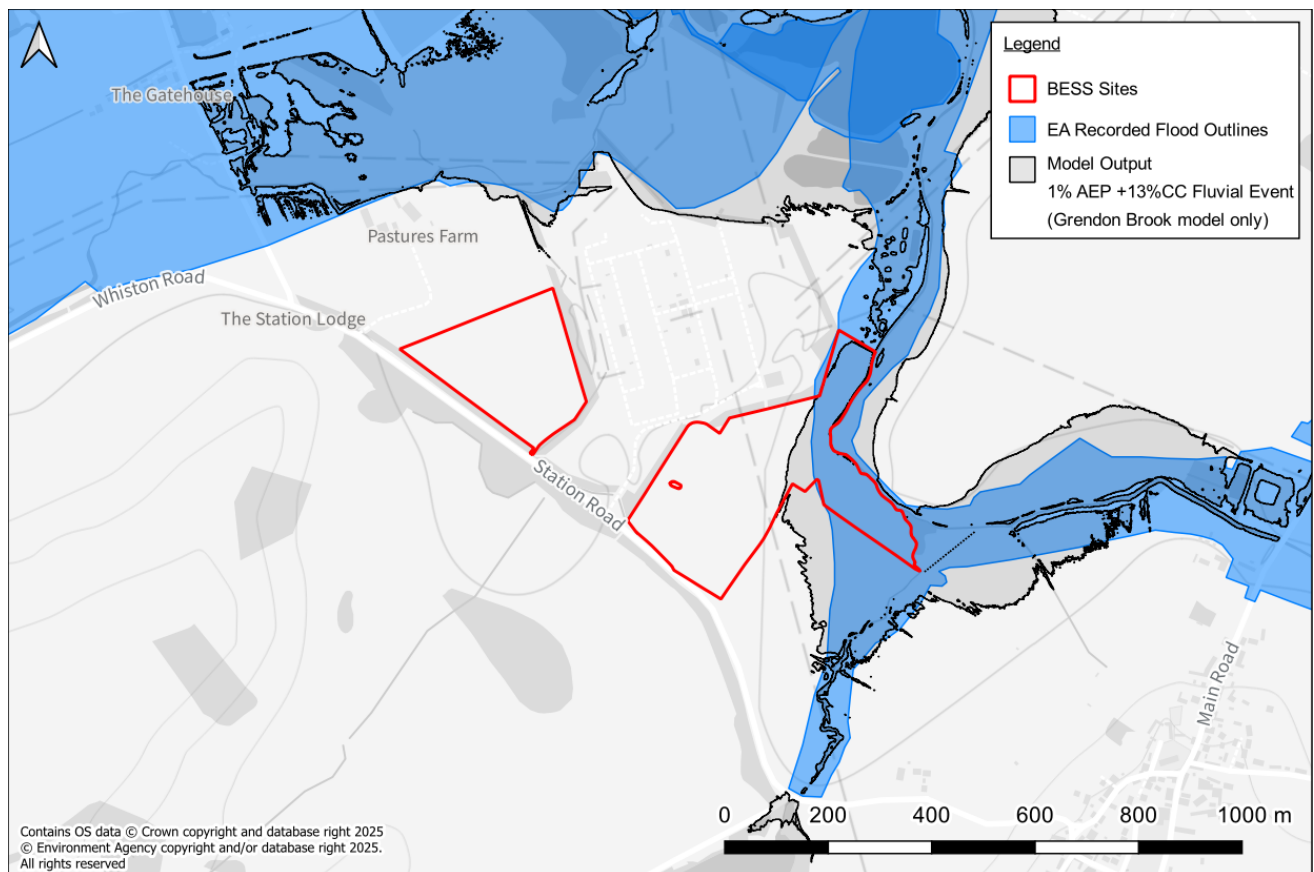 Legend
BESS Sites
EA Recorded Flood Outlines
Model Output
1% AEP +13%CC Fluvial Event
(Grendon Brook model only)
The Gatehouse
Pastures Farm
Whiston Road
The Station Lodge
Station Road
Main Road
0 200 400 600 800 1000 m
Contains OS data © Crown copyright and database right 2025
© Environment Agency copyright and/or database right 2025.
All rights reserved